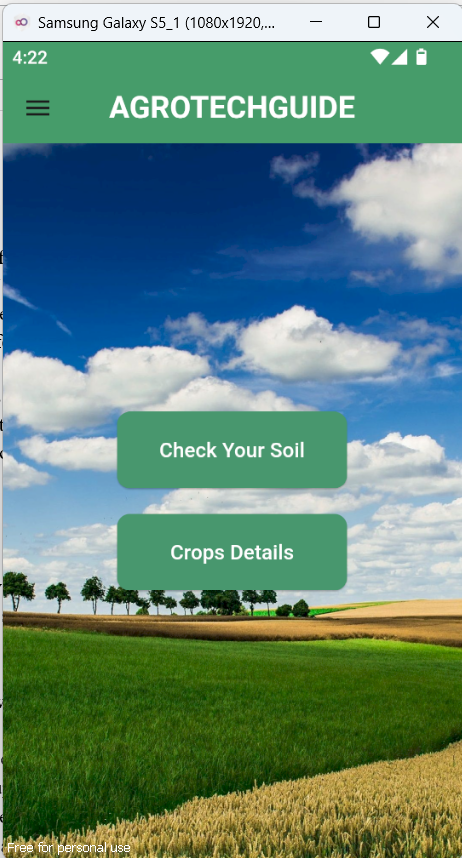 Samsung Galaxy S5_1 (1080x1920,...
4:22
AGROTECHGUIDE
Check Your Soil
Crops Details
Free for personal use